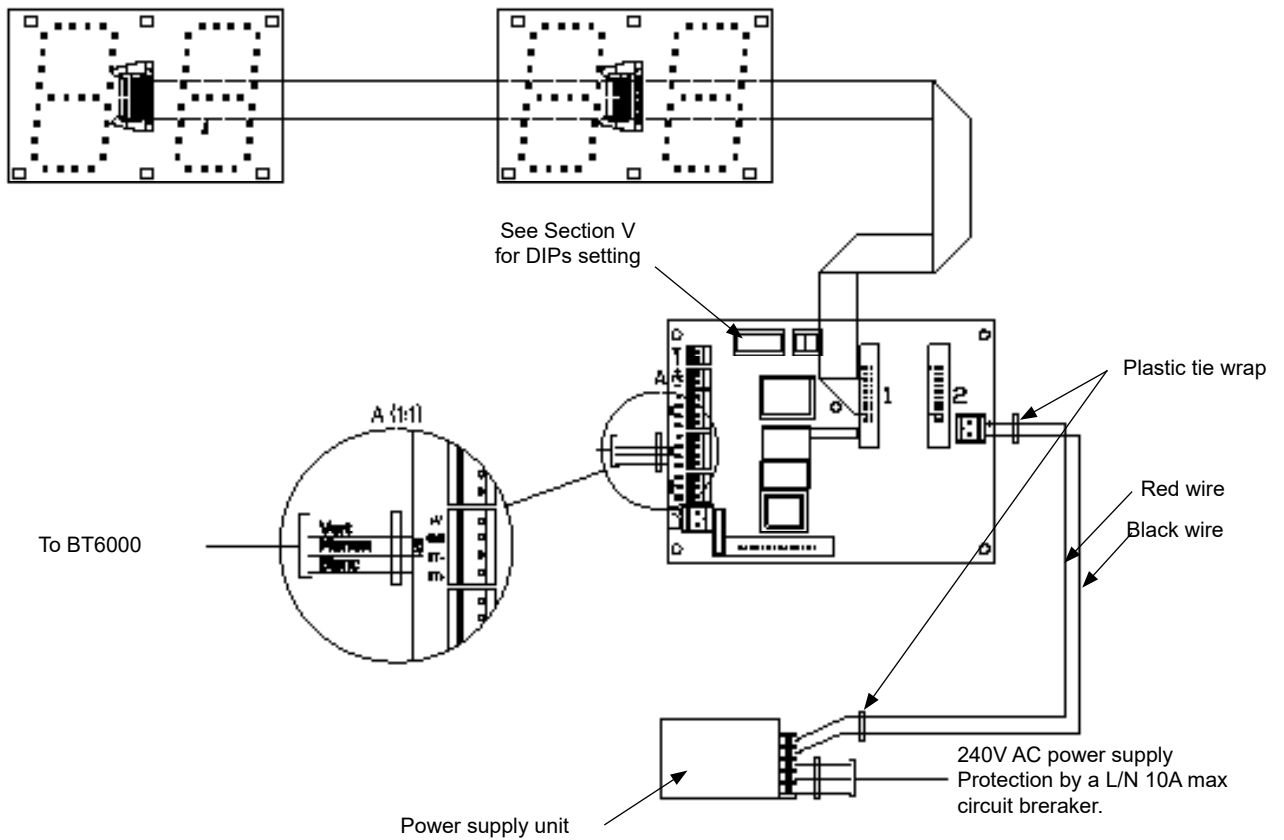 See Section V
for DIPs setting
Plastic tie wrap
A
1
2
A (1:1)
Red wire
Black wire
To BT6000
Vert
Marron
Blanc
+V
240V AC power supply
Protection by a L/N 10A max
circuit breraker.
Power supply unit